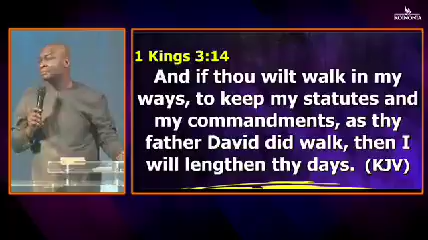 KOINONIA
1 Kings 3:14
And if thou wilt walk in my
ways, to keep my statutes and
my commandments, as thy
father David did walk, then I
will lengthen thy days. (KJV)